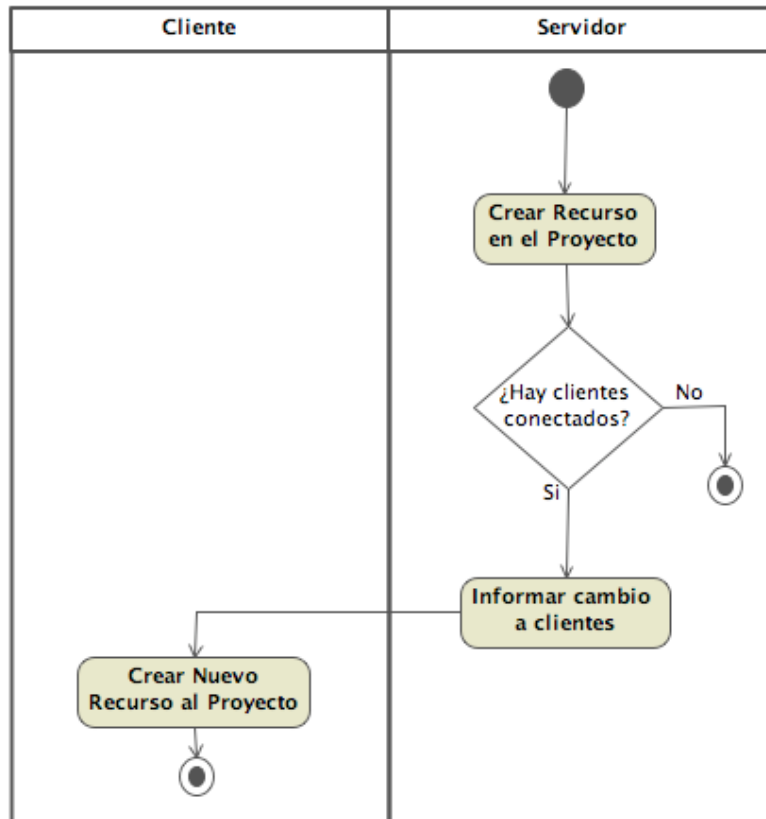 Cliente
Servidor
Crear Recurso
en el Proyecto
¿Hay clientes
conectados?
No
Si
Informar cambio
a clientes
Crear Nuevo
Recurso al Proyecto